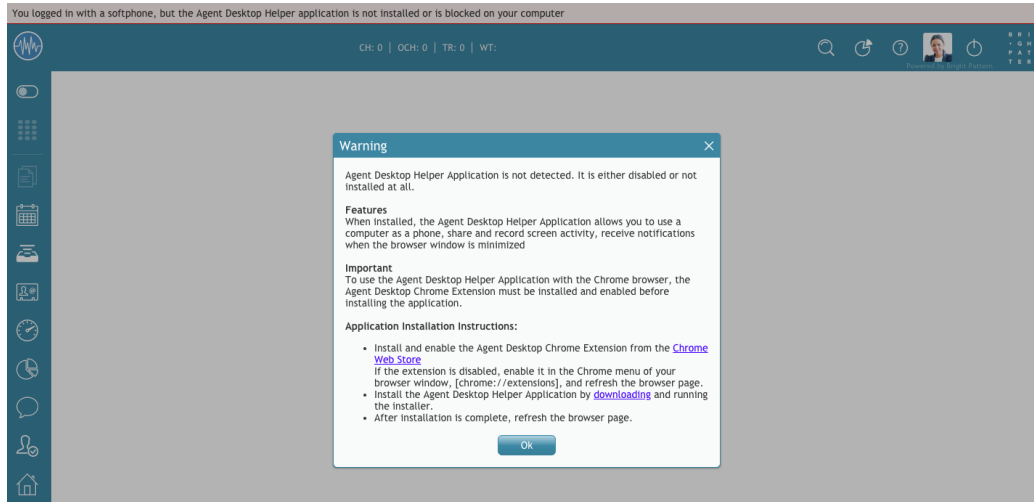 You logged in with a softphone, but the Agent Desktop Helper application is not installed or is blocked on your computer
CH: 0 | OCH: 0 | TR: 0 | WT:
Powered by Bright Pattern
B R I
· G H
P A T
T E R
Warning
Agent Desktop Helper Application is not detected. It is either disabled or not
installed at all.
Features
When installed, the Agent Desktop Helper Application allows you to use a
computer as a phone, share and record screen activity, receive notifications
when the browser window is minimized
Important
To use the Agent Desktop Helper Application with the Chrome browser, the
Agent Desktop Chrome Extension must be installed and enabled before
installing the application.
Application Installation Instructions:
• Install and enable the Agent Desktop Chrome Extension from the Chrome
Web Store
If the extension is disabled, enable it in the Chrome menu of your
browser window, [chrome://extensions], and refresh the browser page.
• Install the Agent Desktop Helper Application by downloading and running
the installer.
• After installation is complete, refresh the browser page.
Ok